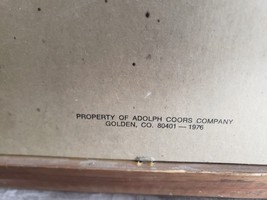 PROPERTY OF ADOLPH COORS COMPANY
GOLDEN, CO. 80401 — 1976